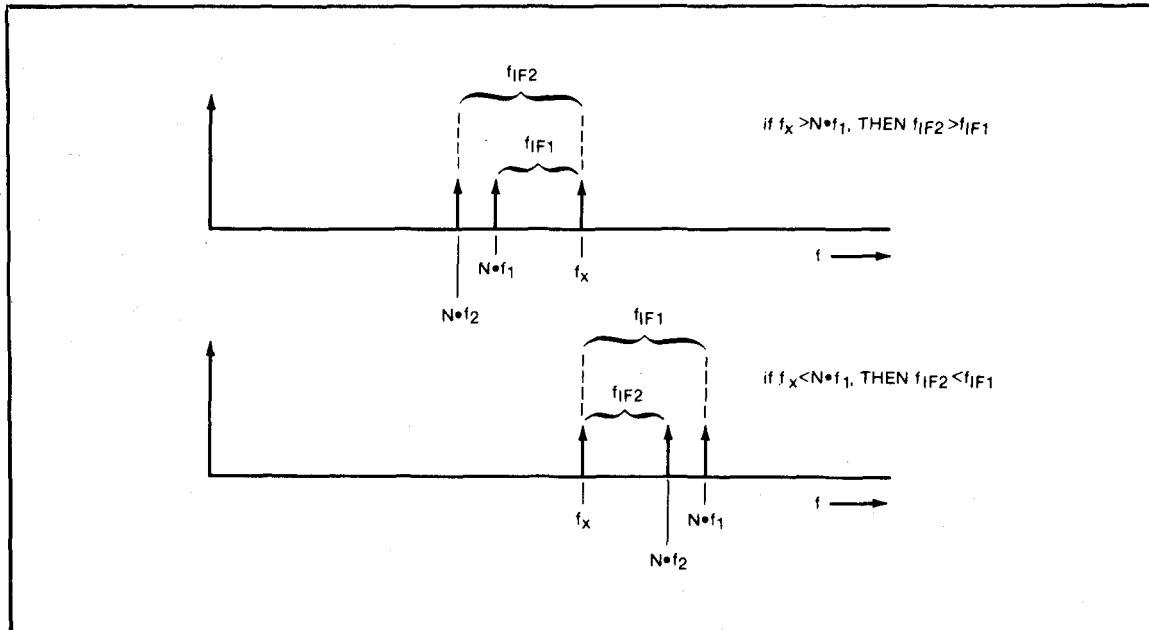 fIF2
if fx >N•f1, THEN fIF2>fIF1
fIF1
f
N•f1
fx
N•f2
fIF1
if fx<N•f1, THEN fIF2<fIF1
fIF2
f
fx
N•f1
N•f2